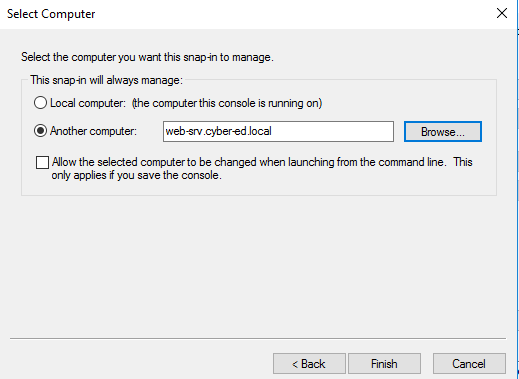 Select Computer
Select the computer you want this snap-in to manage.
This snap-in will always manage:
Local computer: (the computer this console is running on)
Another computer: web-srv.cyber-ed.local Browse...
Allow the selected computer to be changed when launching from the command line. This
only applies if you save the console.
< Back Finish Cancel